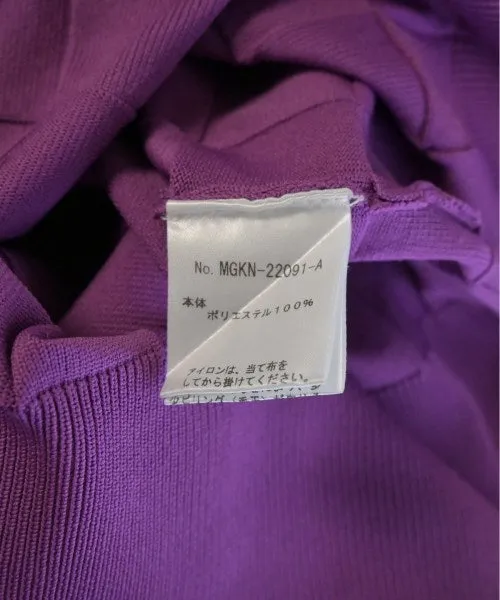 No. MGKN-22091-A
本体
ポリエステル100%
アイロンは、当て布を
してから掛けてください。